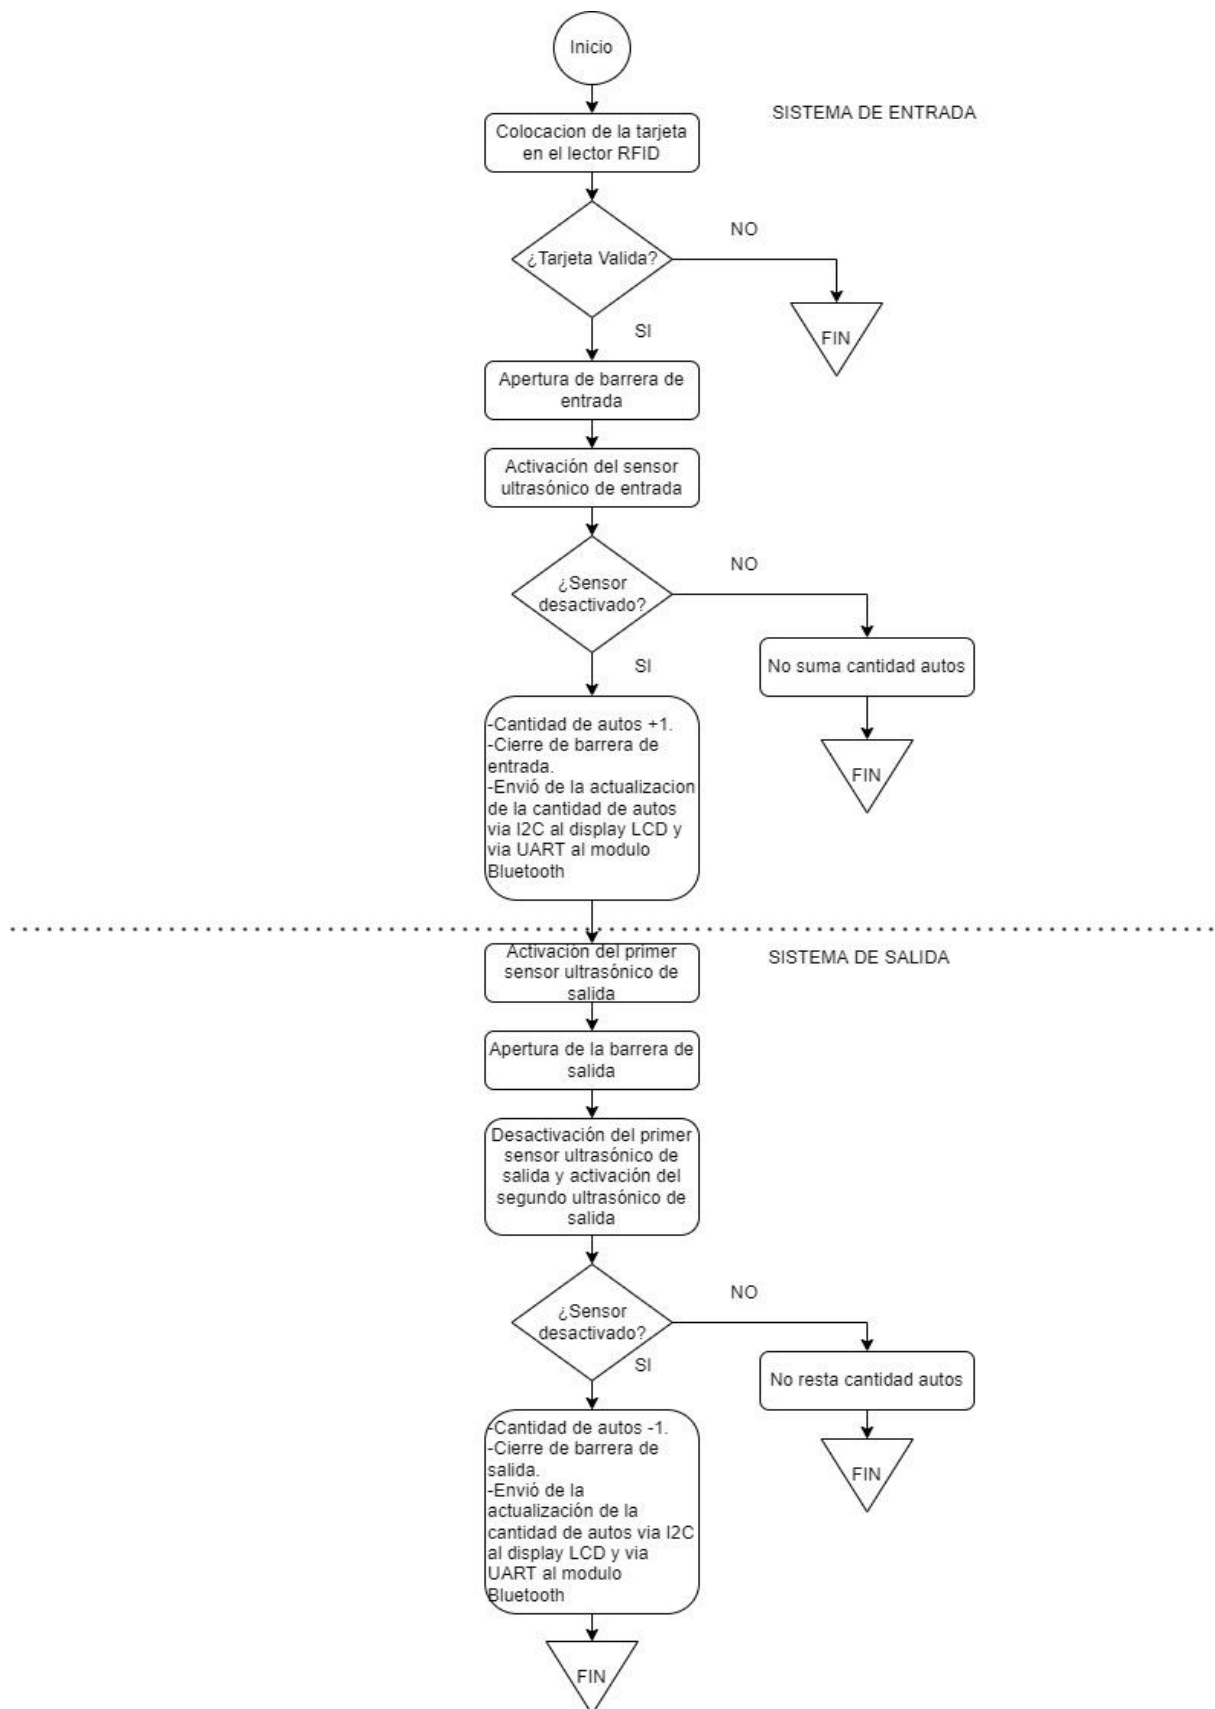 Inicio
SISTEMA DE ENTRADA
Colocacion de la tarjeta
en el lector RFID
NO
¿Tarjeta Valida?
SI
FIN
Apertura de barrera de
entrada
Activación del sensor
ultrasónico de entrada
NO
¿Sensor
desactivado?
SI
No suma cantidad autos
-Cantidad de autos +1.
-Cierre de barrera de
entrada.
-Envió de la actualizacion
de la cantidad de autos
via I2C al display LCD y
via UART al modulo
Bluetooth
FIN
Activación del primer
sensor ultrasónico de
salida
SISTEMA DE SALIDA
Apertura de la barrera de
salida
Desactivación del primer
sensor ultrasónico de
salida y activación del
segundo ultrasónico de
salida
NO
¿Sensor
desactivado?
SI
No resta cantidad autos
-Cantidad de autos -1.
-Cierre de barrera de
salida.
-Envió de la
actualización de la
cantidad de autos via I2C
al display LCD y via
UART al modulo
Bluetooth
FIN
FIN